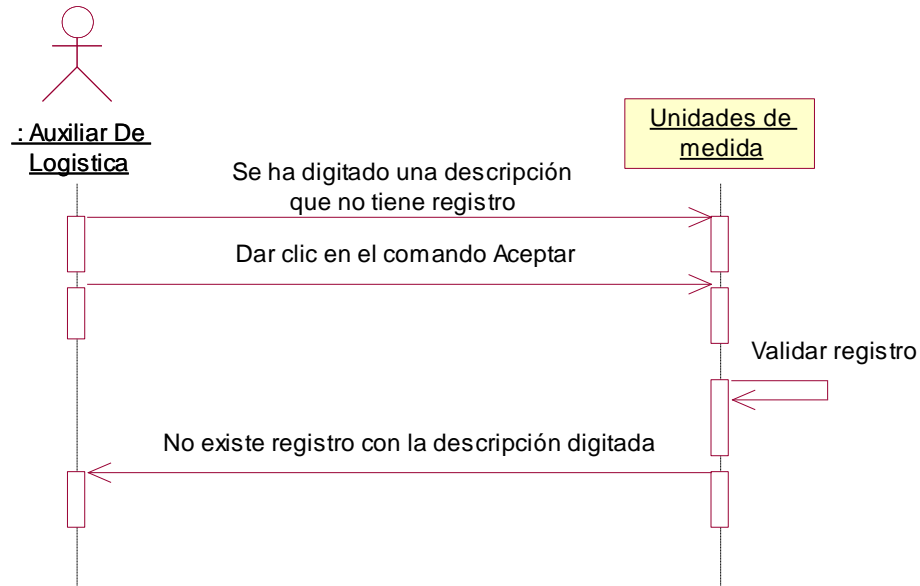 : Auxiliar De
Logistica
Unidades de
medida
Se ha digitado una descripción
que no tiene registro
Dar clic en el comando Aceptar
Validar registro
No existe registro con la descripción digitada